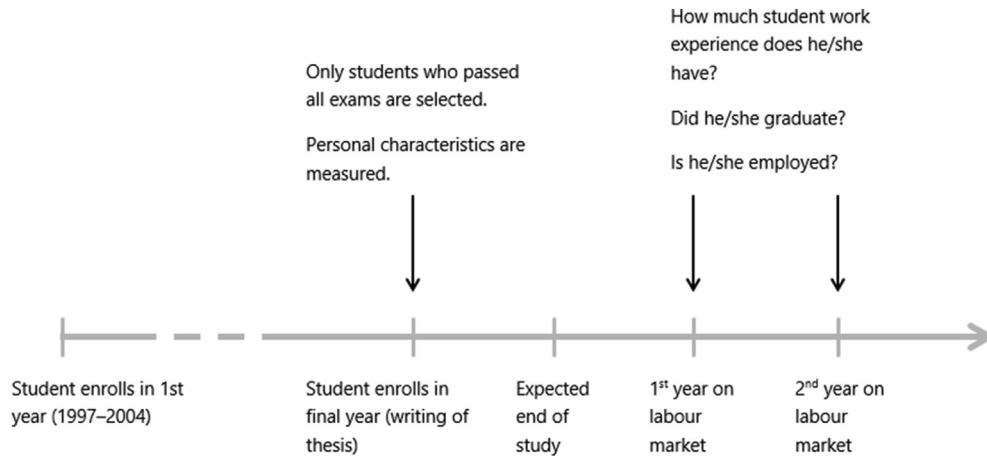 How much student work
experience does he/she
have?
Did he/she graduate?
Is he/she employed?
Only students who passed
all exams are selected.
Personal characteristics are
measured.
Student enrolls in 1st
year (1997–2004)
Student enrolls in
final year (writing of
thesis)
Expected
end of
study
1st year on
labour
market
2nd year on
labour
market